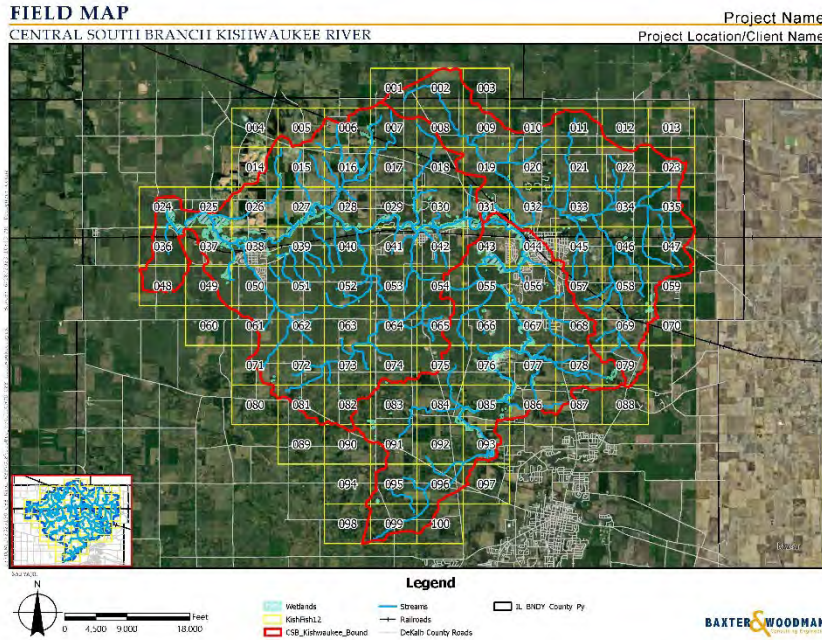 FIELD MAP
Project Name
CENTRAL SOUTH BRANCH KISHWAUKEE RIVER
Project Location/Client Name
001 002 003
004 005 006 007 008 009 010 011 012 013
014 015 016 017 018 019 020 021 022 023
024 025 026 027 028 029 030 031 032 033 034 035
036 037 038 039 040 041 042 043 044 045 046 047
048 049 050 051 052 053 054 055 056 057 058 059
060 061 062 063 064 065 066 067 068 069 070
071 072 073 074 075 076 077 078 079
080 081 082 083 084 085 086 087 088
089 090 091 092 093
094 095 096 097
098 099 100
Legend
N
Feet
0 4,500 9,000 18,000
Wetlands
KishFish12
CSB_Kishwaukee_Bound
Streams
Railroads
DeKalb County Roads
IL BNDY County Py
BAXTER & WOODMAN
Consulting Engineers